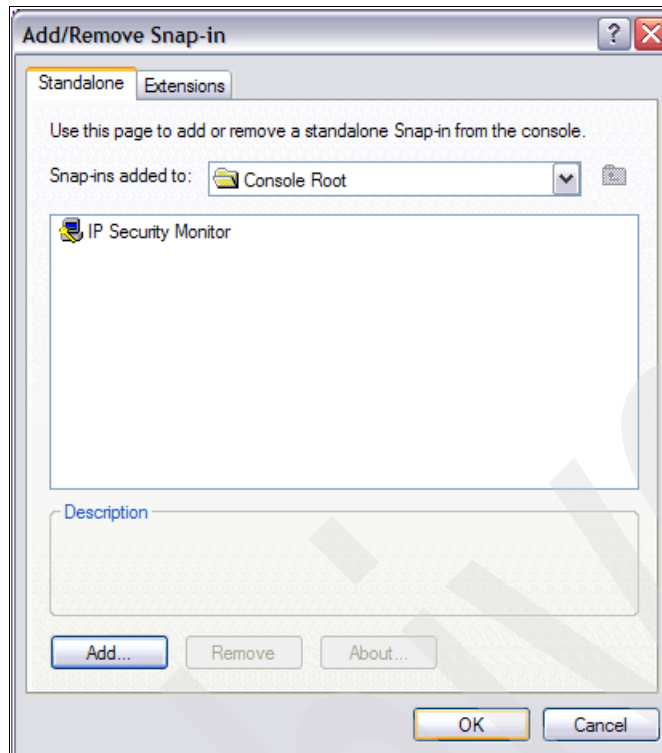 Add/Remove Snap-in
?
Standalone
Extensions
Use this page to add or remove a standalone Snap-in from the console.
Snap-ins added to:
Console Root
IP Security Monitor
Description
Add...
Remove
About...
OK
Cancel